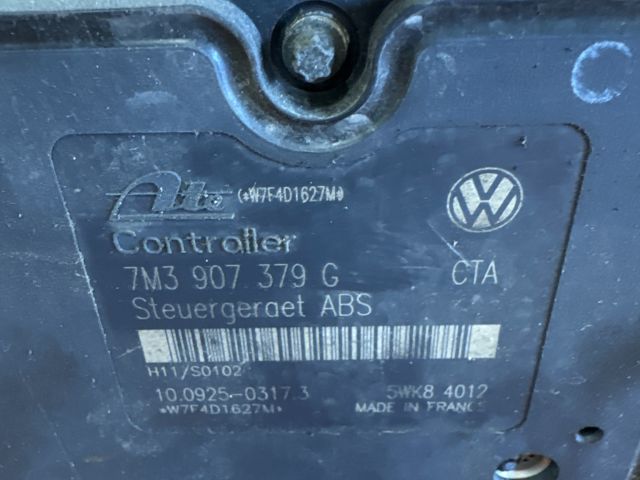 C
Ate (*W7F4D1627M*)
Controller
7M3 907 379 G CTA
Steuergeraet ABS
H11/S0102
10.0925-0317.3 5WK8 4012
*W7F4D1627M* MADE IN FRANCE